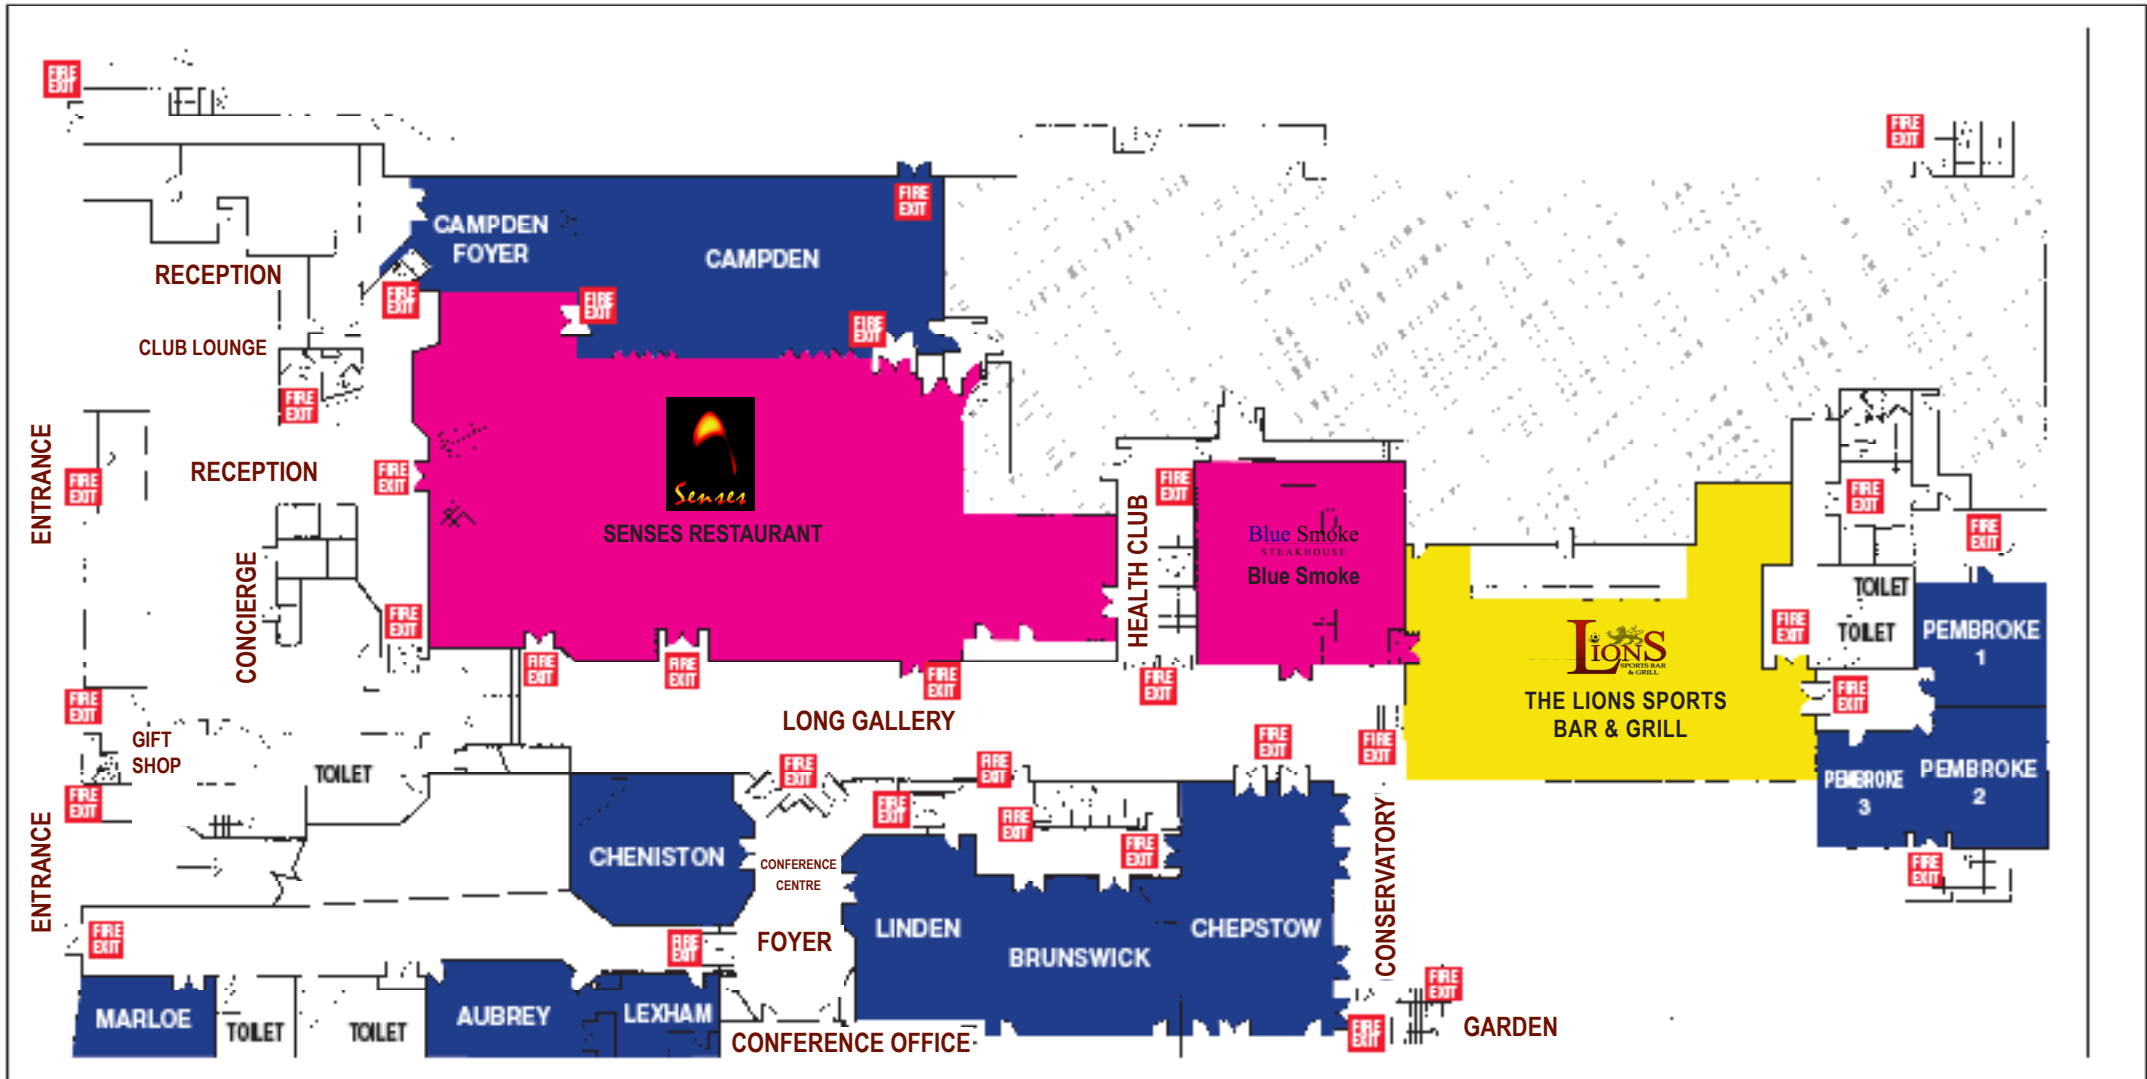 FIRE
EXIT
FIRE
EXIT
FIRE
EXIT
CAMPDEN
FOYER
CAMPDEN
RECEPTION
FIRE
EXIT
FIRE
EXIT
FIRE
EXIT
CLUB LOUNGE
FIRE
EXIT
ENTRANCE
FIRE
EXIT
RECEPTION
FIRE
EXIT
Senses
SENSES RESTAURANT
HEALTH CLUB
FIRE
EXIT
Blue Smoke
STEAKHOUSE
Blue Smoke
FIRE
EXIT
FIRE
EXIT
CONCIERGE
FIRE
EXIT
TOILET
TOILET
FIRE
EXIT
PEMBROKE
1
LIONS
SPORTS BAR
& GRILL
THE LIONS SPORTS
BAR & GRILL
FIRE
EXIT
FIRE
EXIT
FIRE
EXIT
FIRE
EXIT
FIRE
EXIT
FIRE
EXIT
LONG GALLERY
FIRE
EXIT
GIFT
SHOP
TOILET
FIRE
EXIT
FIRE
EXIT
FIRE
EXIT
FIRE
EXIT
PEMBROKE
3
PEMBROKE
2
FIRE
EXIT
FIRE
EXIT
FIRE
EXIT
FIRE
EXIT
ENTRANCE
CHENISTON
CONFERENCE
CENTRE
FOYER
LINDEN
BRUNSWICK
CHEPSTOW
CONSERVATORY
FIRE
EXIT
FIRE
EXIT
FIRE
EXIT
FIRE
EXIT
MARLOE
TOILET
TOILET
AUBREY
LEXHAM
CONFERENCE OFFICE
FIRE
EXIT
GARDEN